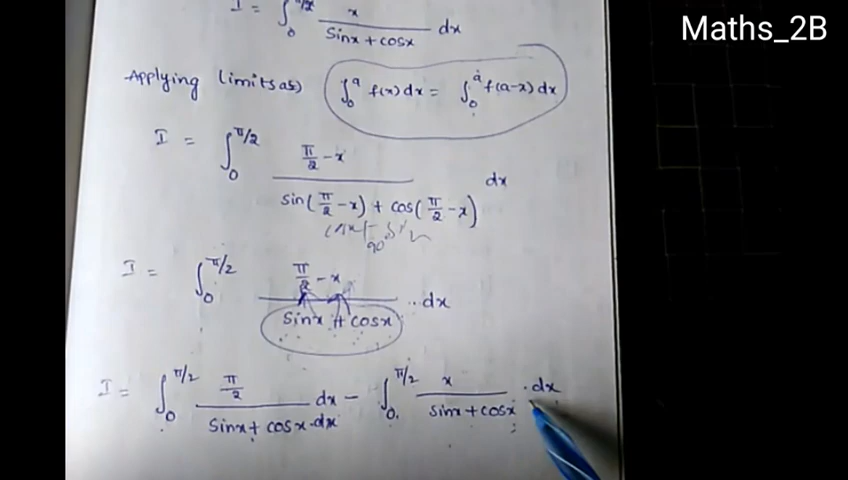 Maths_2B
I = ∫₀^π/2 x / Sinx + cosx dx
Applying Limits as) ∫₀^a f(x) dx = ∫₀^a f(a-x) dx
I = ∫₀^π/2 π/2 - x / sin(π/2 - x) + cos(π/2 - x) dx
90
I = ∫₀^π/2 π/2 - x / Sinx + cosx ..dx
I = ∫₀^π/2 π/2 / Sinx + cosx.dx dx - ∫₀^π/2 x / sinx + cosx .dx